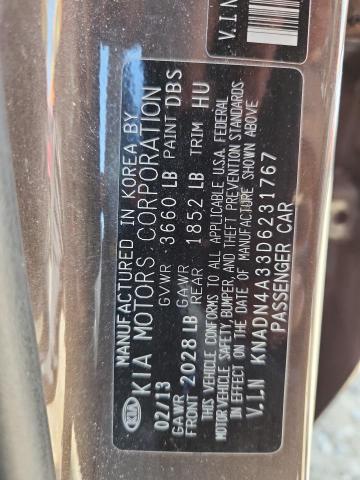 V.I.N
KIA
MANUFACTURED IN KOREA BY
KIA MOTORS CORPORATION
02/13 GVWR 3660 LB PAINT DBS
GAWR GAWR
FRONT 2028 LB REAR 1852 LB TRIM HU
THIS VEHICLE CONFORMS TO ALL APPLICABLE U.S.A. FEDERAL
MOTOR VEHICLE SAFETY, BUMPER, AND THEFT PREVENTION STANDARDS
IN EFFECT ON THE DATE OF MANUFACTURE SHOWN ABOVE
V.I.N KNADN4A33D6231767
PASSENGER CAR